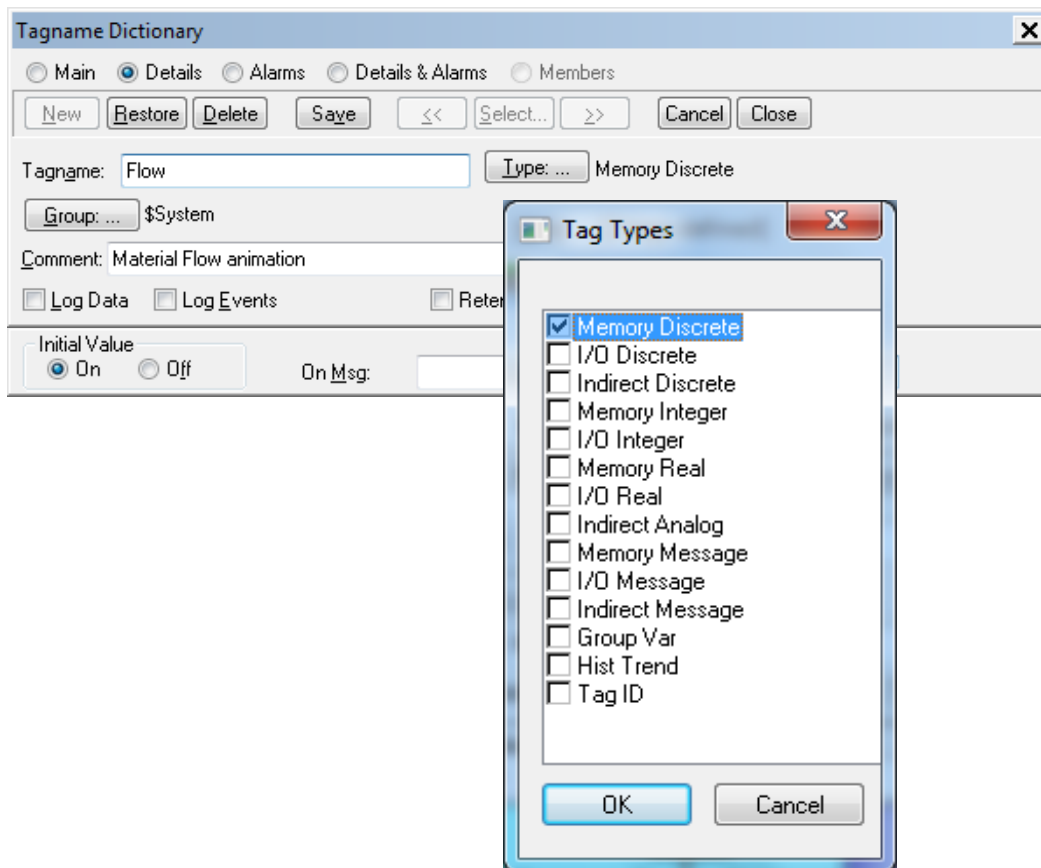 Tagname Dictionary
Main Details Alarms Details & Alarms Members
New Restore Delete Save << Select... >> Cancel Close
Tagname: Flow Type: ... Memory Discrete
Group: ... $System
Comment: Material Flow animation
Log Data Log Events
Initial Value
On Off On Msg:
Tag Types
Memory Discrete
I/O Discrete
Indirect Discrete
Memory Integer
I/O Integer
Memory Real
I/O Real
Indirect Analog
Memory Message
I/O Message
Indirect Message
Group Var
Hist Trend
Tag ID
OK Cancel